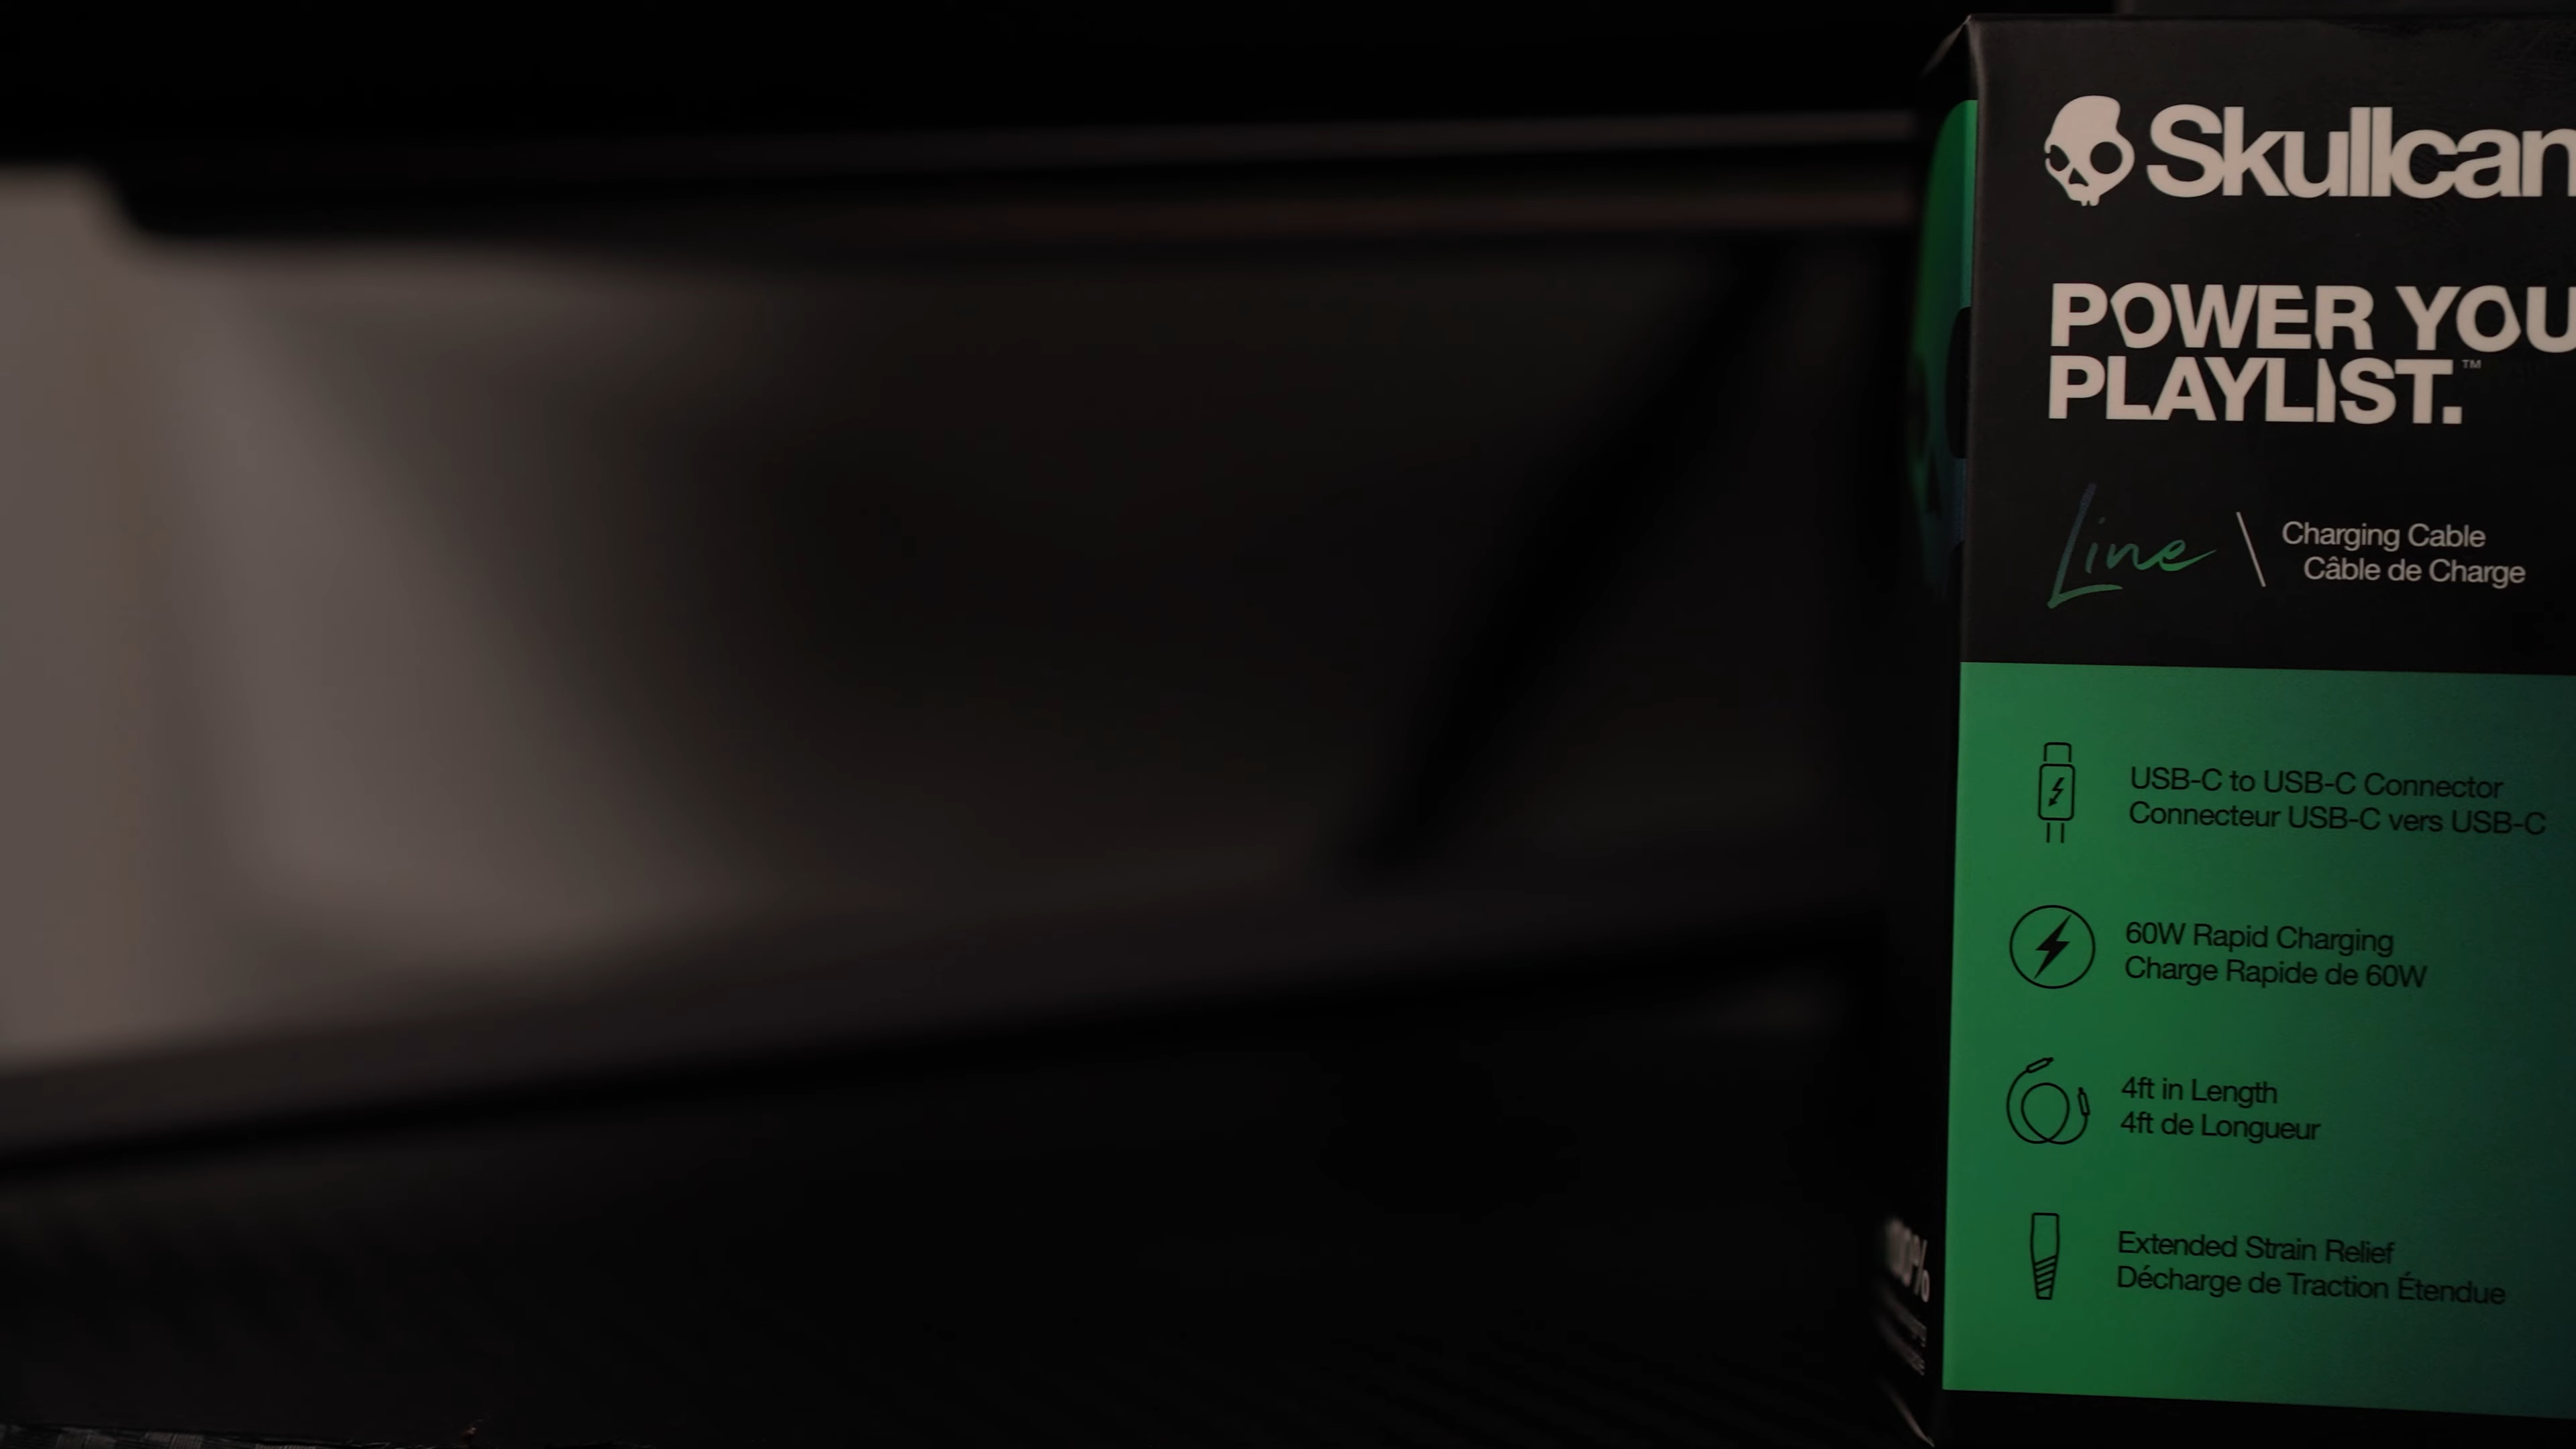 Skullcan
POWER YOU
PLAYLIST.™
Line \ Charging Cable
Câble de Charge
USB-C to USB-C Connector
Connecteur USB-C vers USB-C
60W Rapid Charging
Charge Rapide de 60W
4ft in Length
4ft de Longueur
Extended Strain Relief
Décharge de Traction Étendue
100%